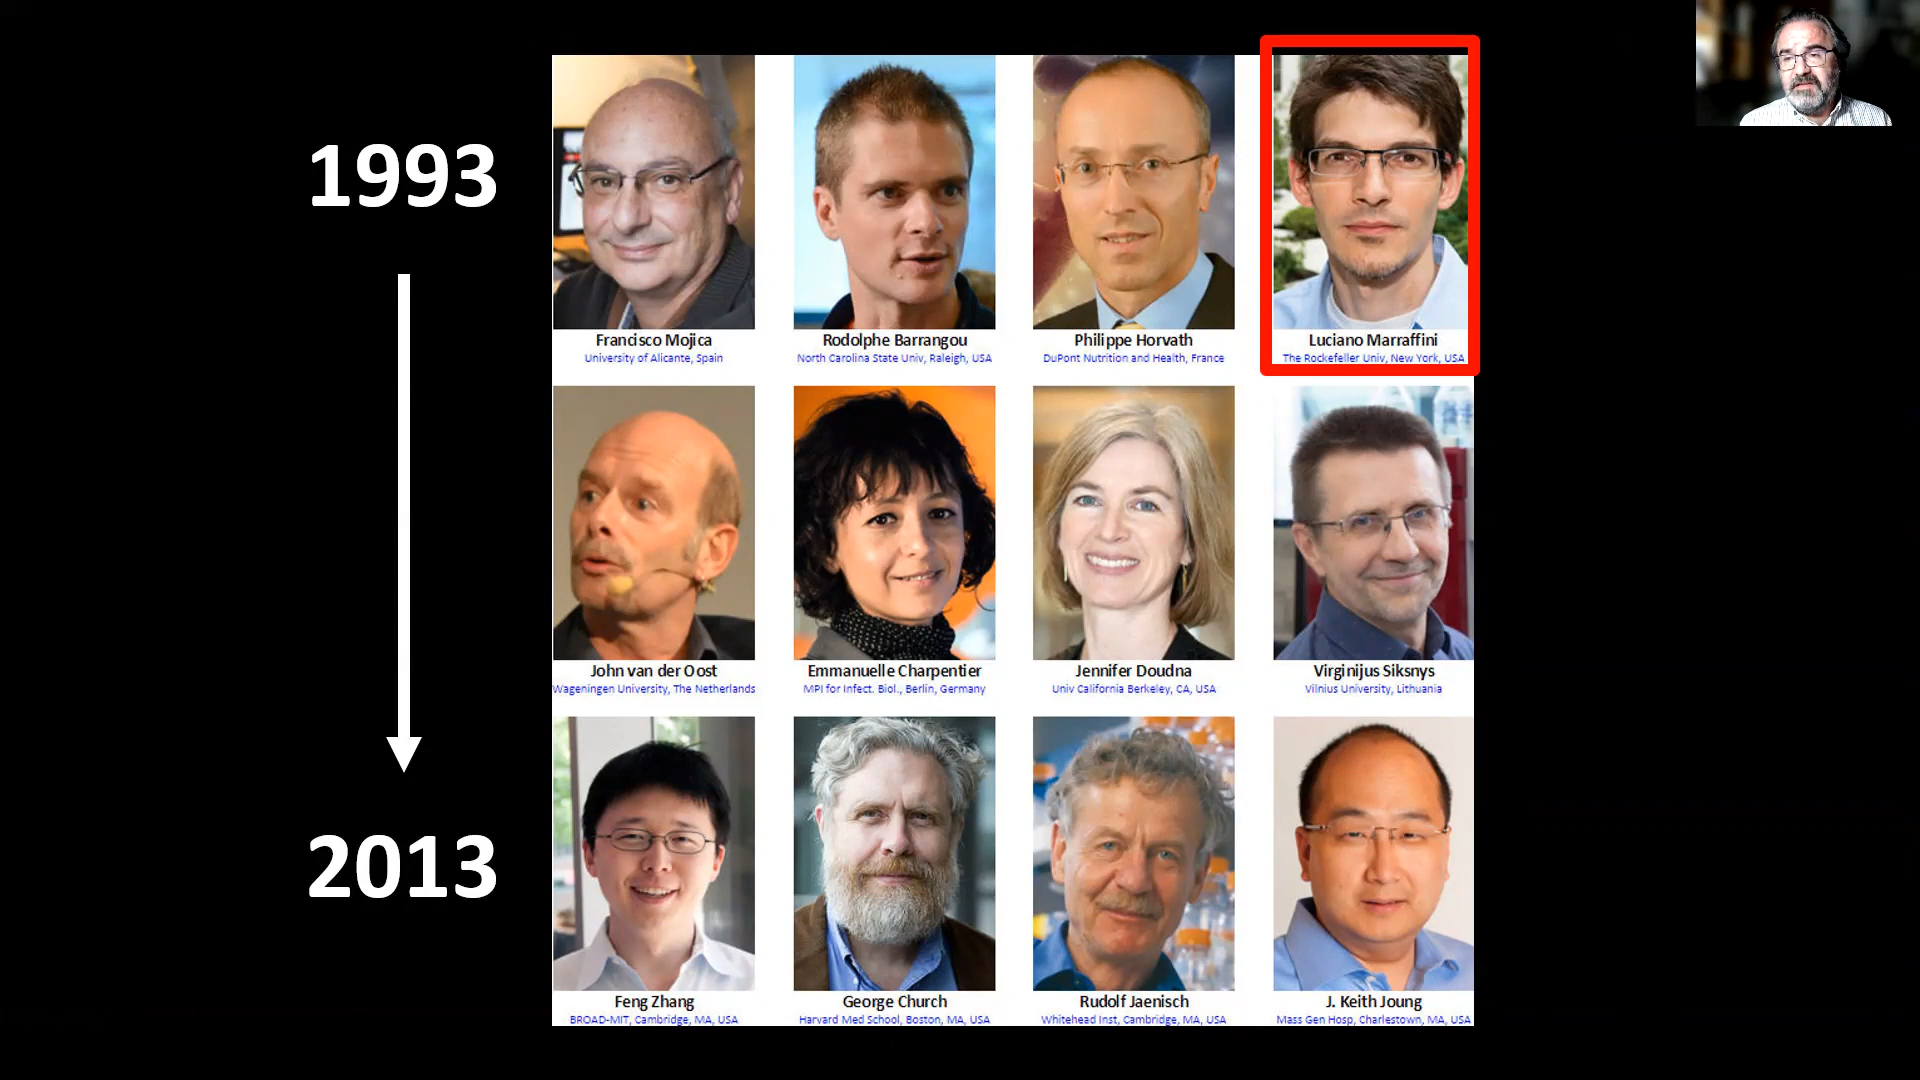 1993
2013
Francisco Mojica
University of Alicante, Spain
Rodolphe Barrangou
North Carolina State Univ, Raleigh, USA
Philippe Horvath
DuPont Nutrition and Health, France
Luciano Marraffini
The Rockefeller Univ, New York, USA
John van der Oost
Wageningen University, The Netherlands
Emmanuelle Charpentier
MPI for Infect. Biol., Berlin, Germany
Jennifer Doudna
Univ California Berkeley, CA, USA
Virginijus Siksnys
Vilnius University, Lithuania
Feng Zhang
BROAD-MIT, Cambridge, MA, USA
George Church
Harvard Med School, Boston, MA, USA
Rudolf Jaenisch
Whitehead Inst, Cambridge, MA, USA
J. Keith Joung
Mass Gen Hosp, Charlestown, MA, USA